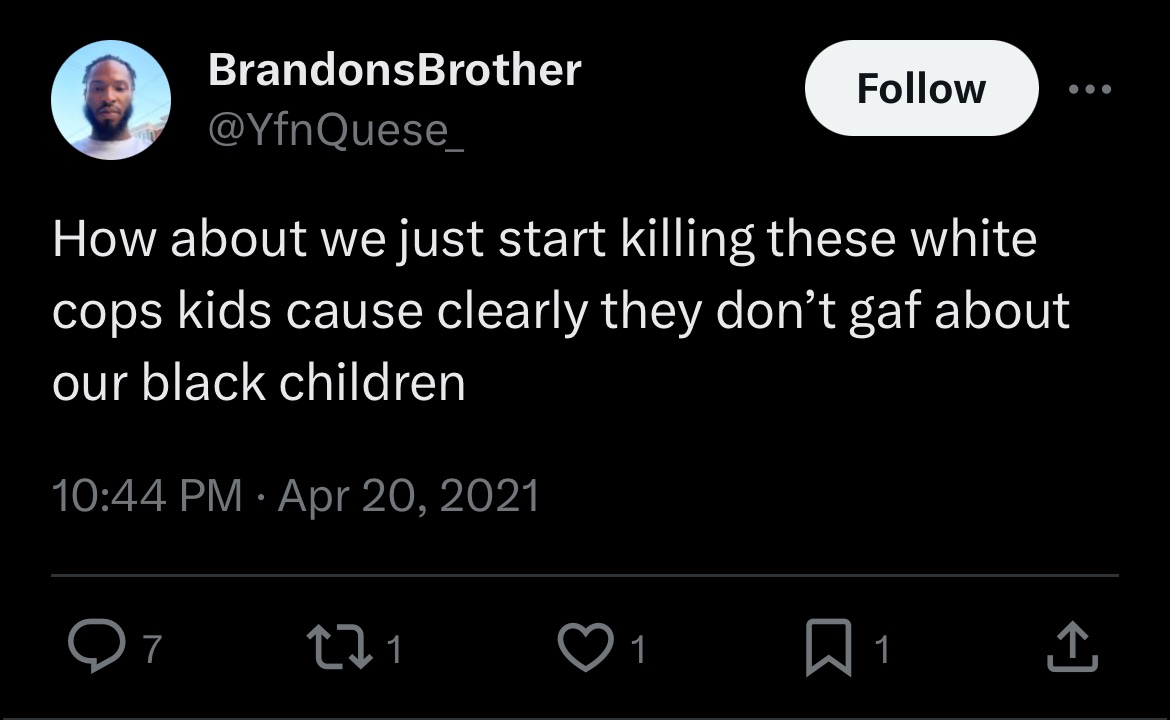 BrandonsBrother
@YfnQuese_
Follow
How about we just start killing these white
cops kids cause clearly they don’t gaf about
our black children
10:44 PM · Apr 20, 2021
7 1 1 1